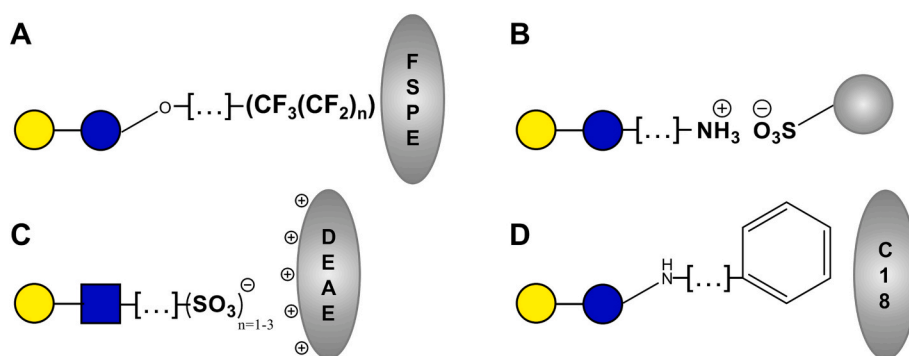 A
O—[...]—(CF₃(CF₂)ₙ)
F
S
P
E
B
[...]—NH₃ ⊕ ⊖ O₃S
C
[...]—(SO₃)⊖ n=1-3
⊕
⊕
⊕
⊕
⊕
D
E
A
E
D
H
N—[...]
C
1
8